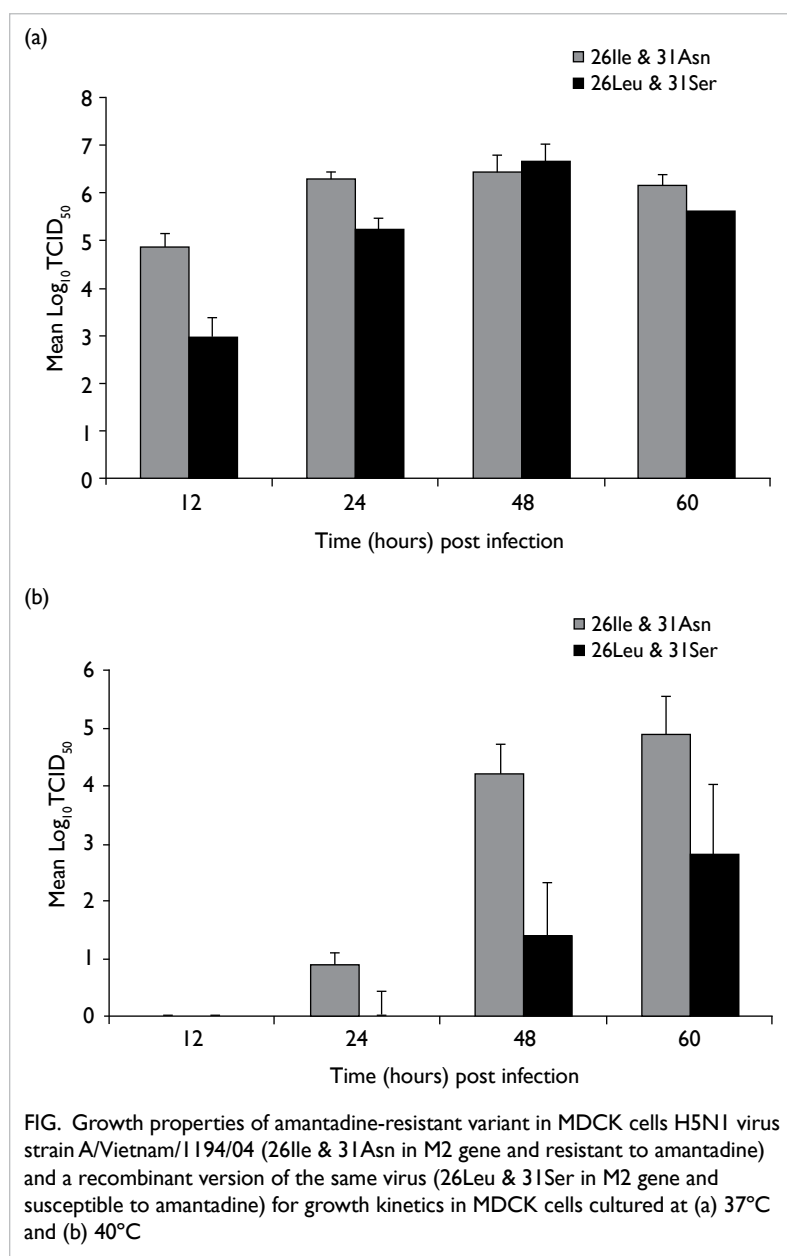 (a)
26Ile & 31Asn
26Leu & 31Ser
8
7
6
5
4
3
2
1
0
Mean Log10 TCID50
12 24 48 60
Time (hours) post infection
(b)
26Ile & 31Asn
26Leu & 31Ser
6
5
4
3
2
1
0
Mean Log10 TCID50
12 24 48 60
Time (hours) post infection
FIG. Growth properties of amantadine-resistant variant in MDCK cells H5N1 virus
strain A/Vietnam/1194/04 (26Ile & 31Asn in M2 gene and resistant to amantadine)
and a recombinant version of the same virus (26Leu & 31Ser in M2 gene and
susceptible to amantadine) for growth kinetics in MDCK cells cultured at (a) 37ºC
and (b) 40ºC